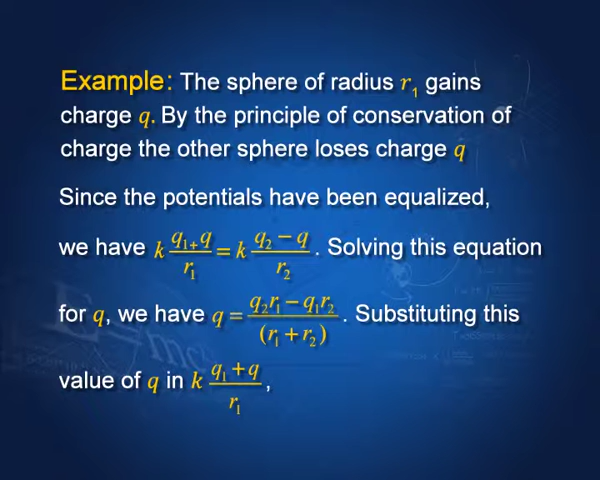 Example: The sphere of radius r₁ gains
charge q. By the principle of conservation of
charge the other sphere loses charge q
Since the potentials have been equalized,
we have k (q₁₊q)/r₁ = k (q₂ − q)/r₂ . Solving this equation
for q, we have q = (q₂r₁ − q₁r₂)/(r₁ + r₂) . Substituting this
value of q in k (q₁ + q)/r₁ ,